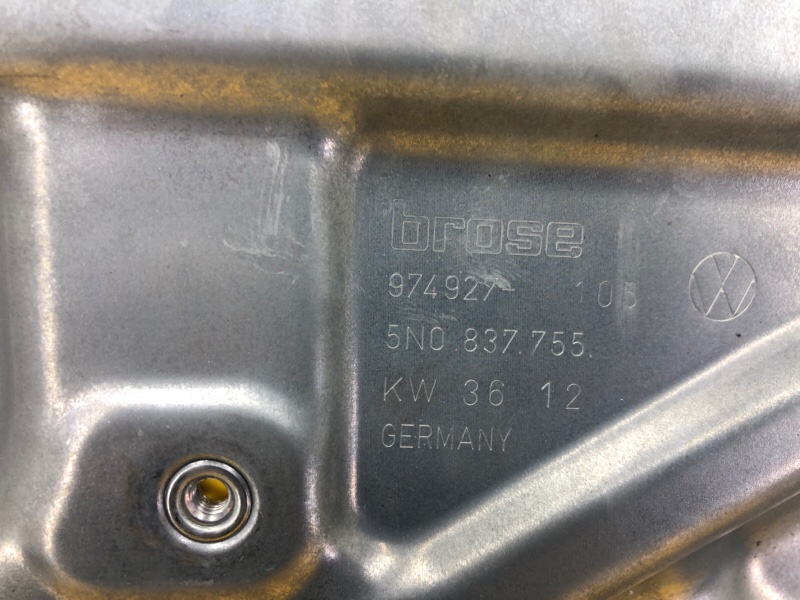 brose
974927- 105
5N0.837.755.
KW 36 12
GERMANY